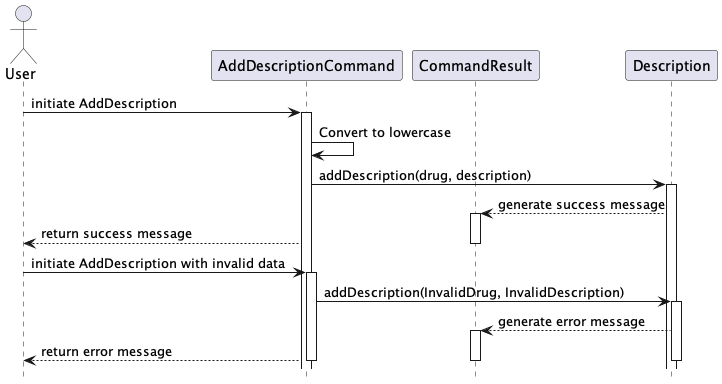 User
AddDescriptionCommand
CommandResult
Description
initiate AddDescription
Convert to lowercase
addDescription(drug, description)
generate success message
return success message
initiate AddDescription with invalid data
addDescription(InvalidDrug, InvalidDescription)
generate error message
return error message